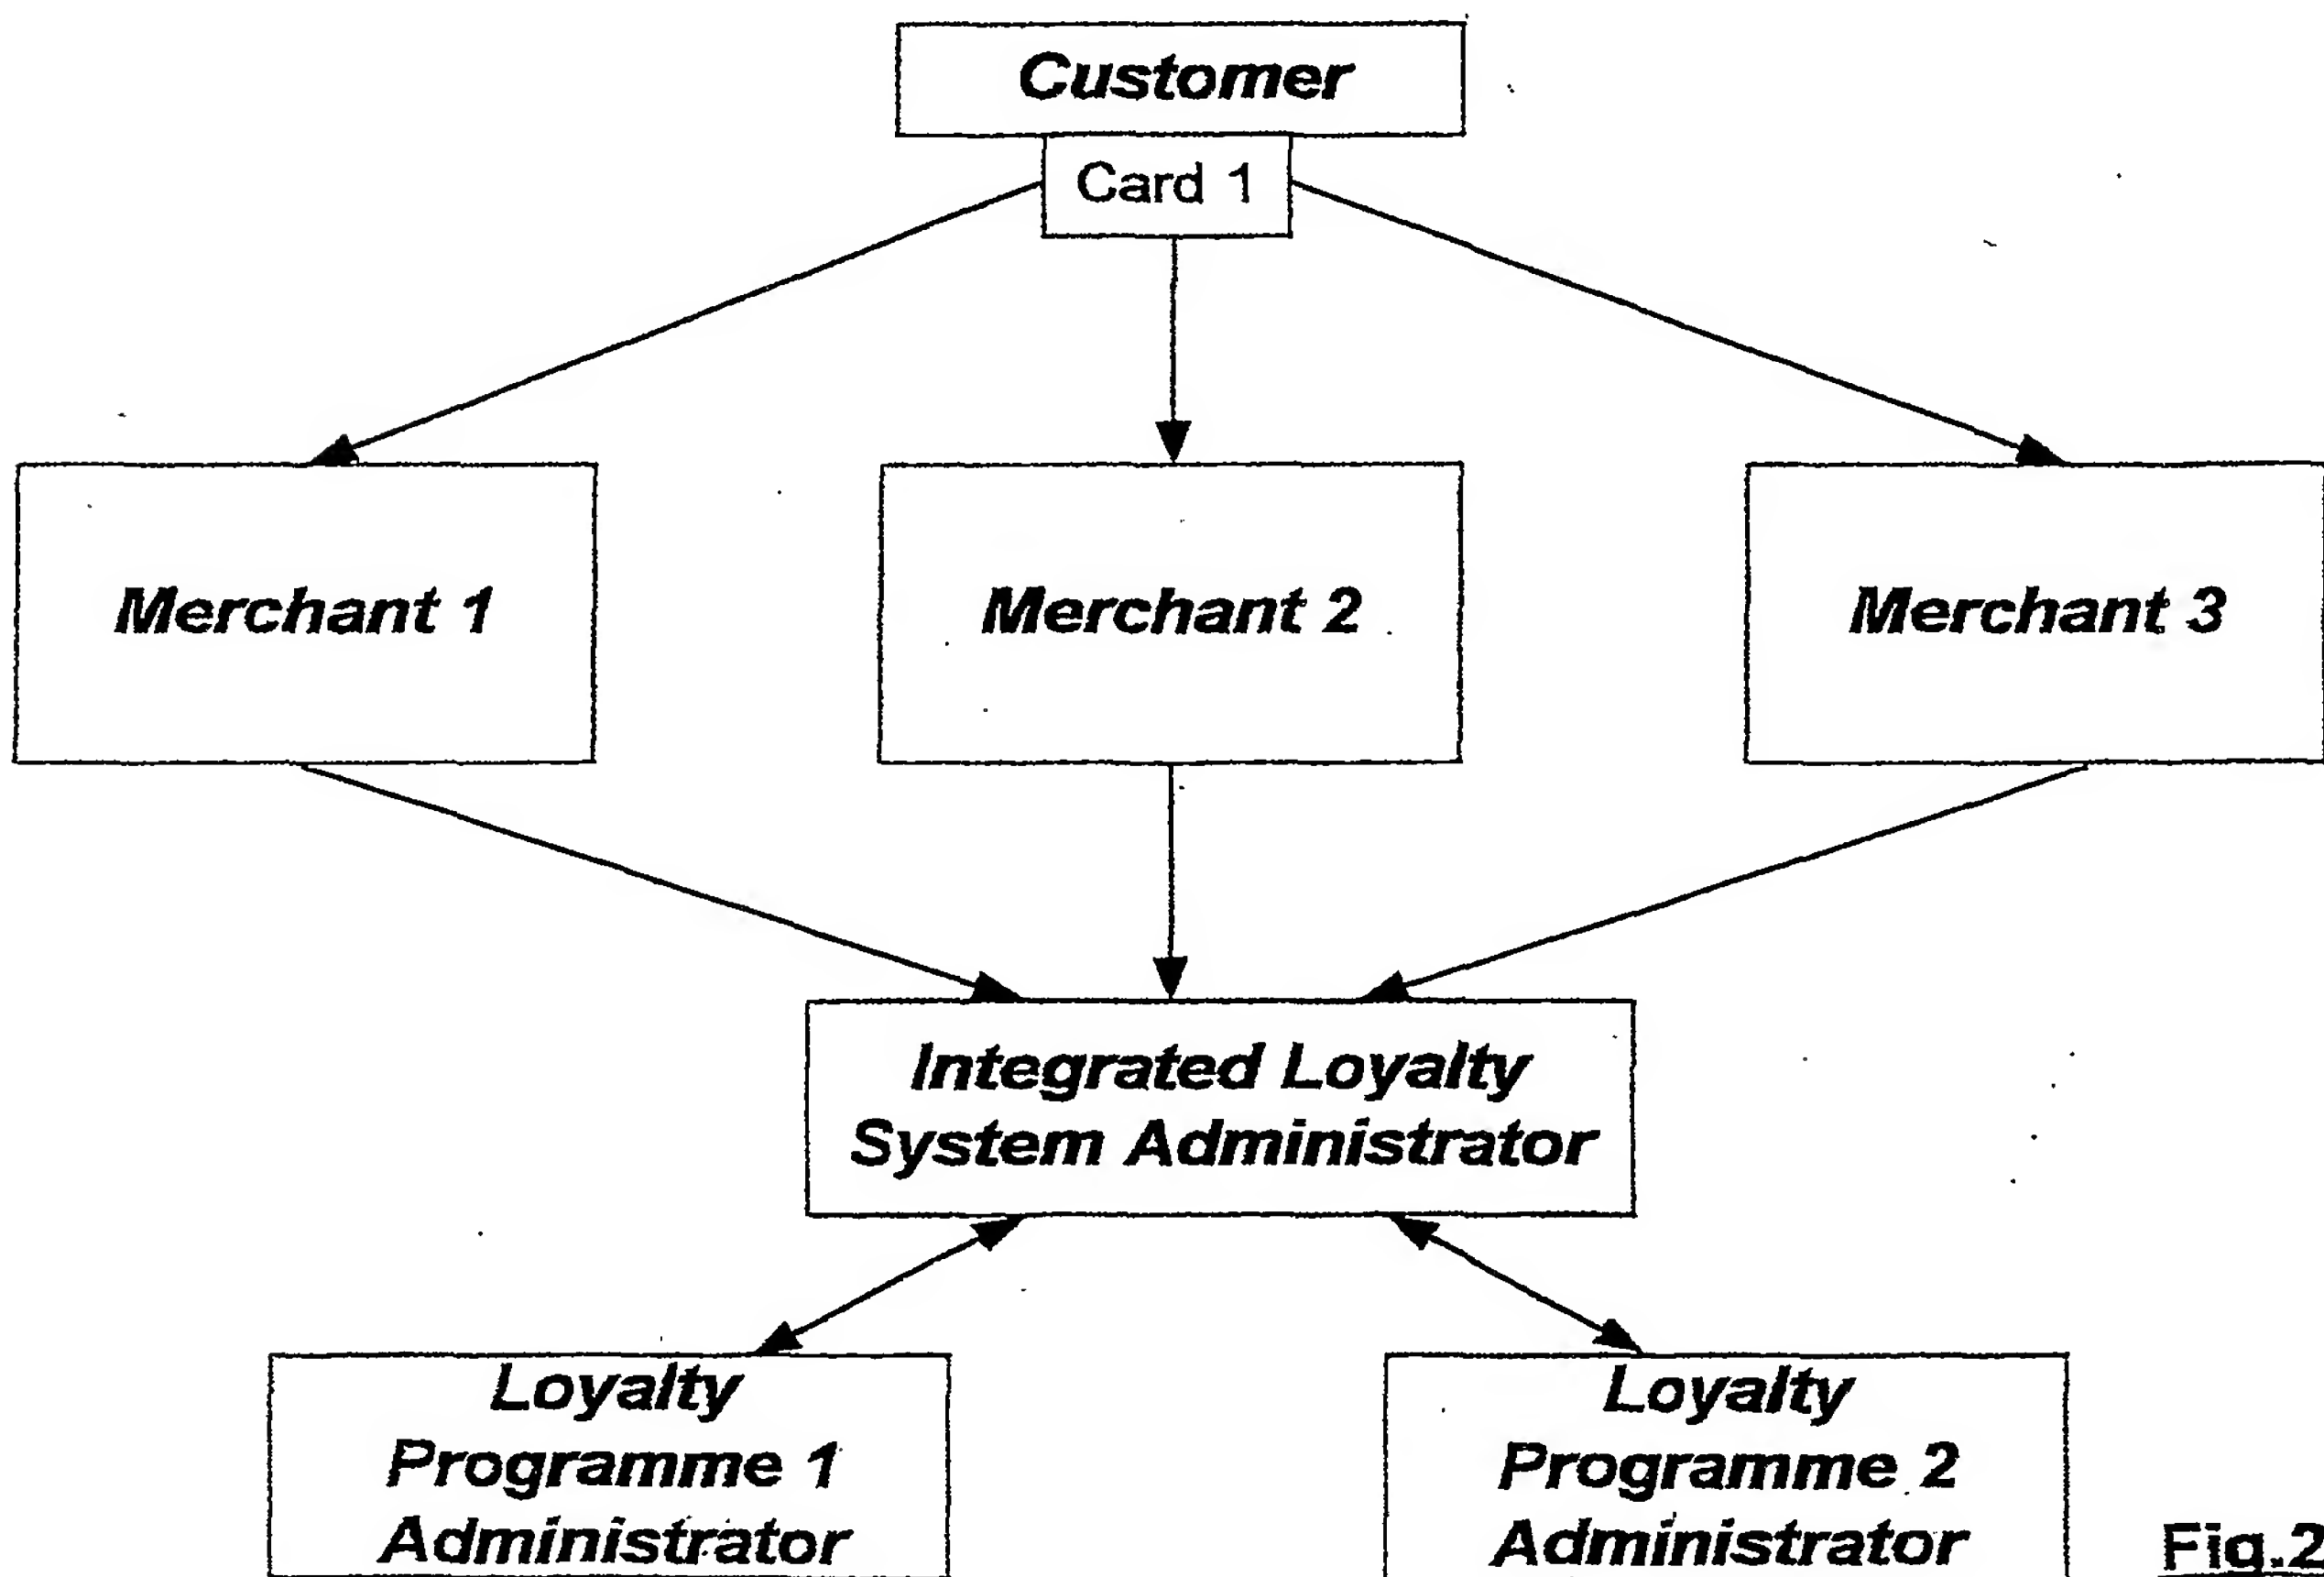 Customer
Card 1
Merchant 1
Merchant 2
Merchant 3
Integrated Loyalty
System Administrator
Loyalty
Programme 1
Administrator
Loyalty
Programme 2
Administrator
Fig.2